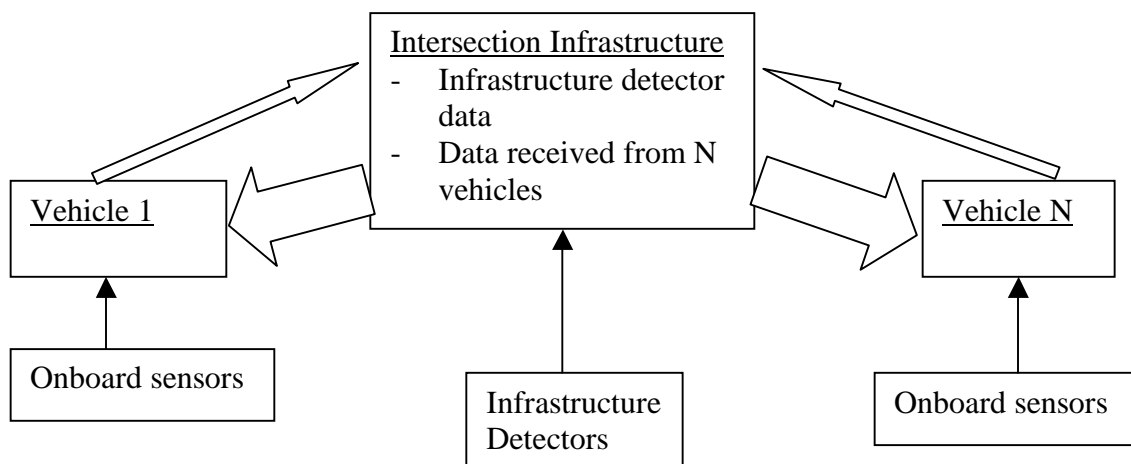 Intersection Infrastructure
- Infrastructure detector
data
- Data received from N
vehicles
Vehicle 1
Vehicle N
Onboard sensors
Infrastructure
Detectors
Onboard sensors